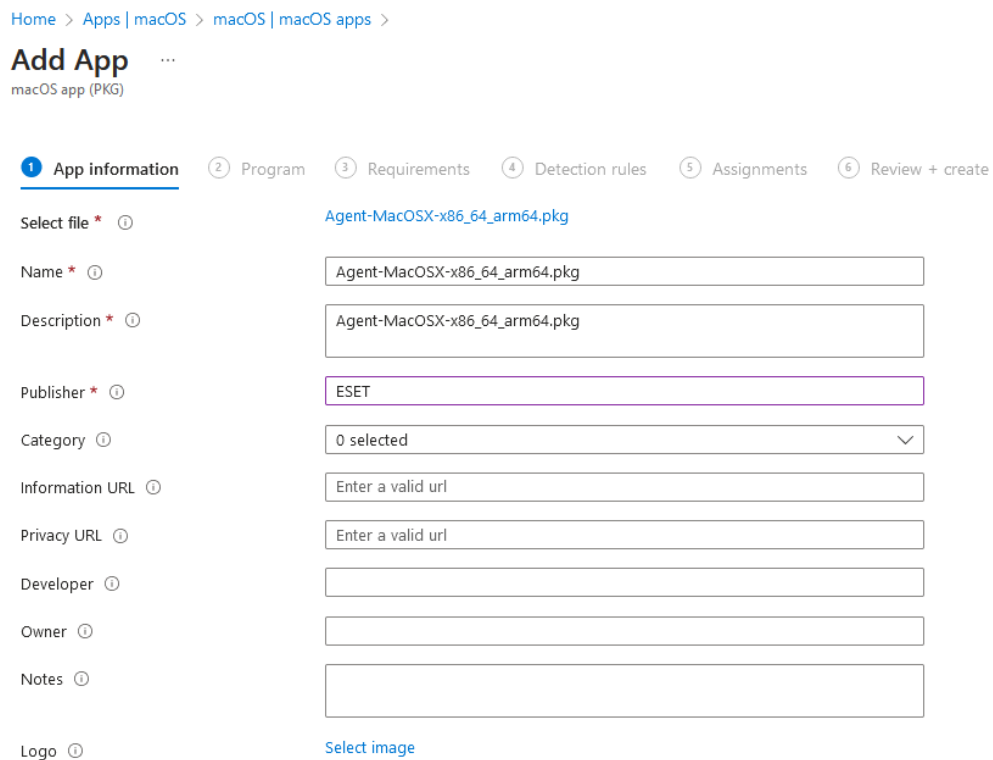 Home > Apps | macOS > macOS | macOS apps >
Add App ...
macOS app (PKG)
1 App information 2 Program 3 Requirements 4 Detection rules 5 Assignments 6 Review + create
Select file * Agent-MacOSX-x86_64_arm64.pkg
Name * Agent-MacOSX-x86_64_arm64.pkg
Description * Agent-MacOSX-x86_64_arm64.pkg
Publisher * ESET
Category 0 selected
Information URL Enter a valid url
Privacy URL Enter a valid url
Developer
Owner
Notes
Logo Select image